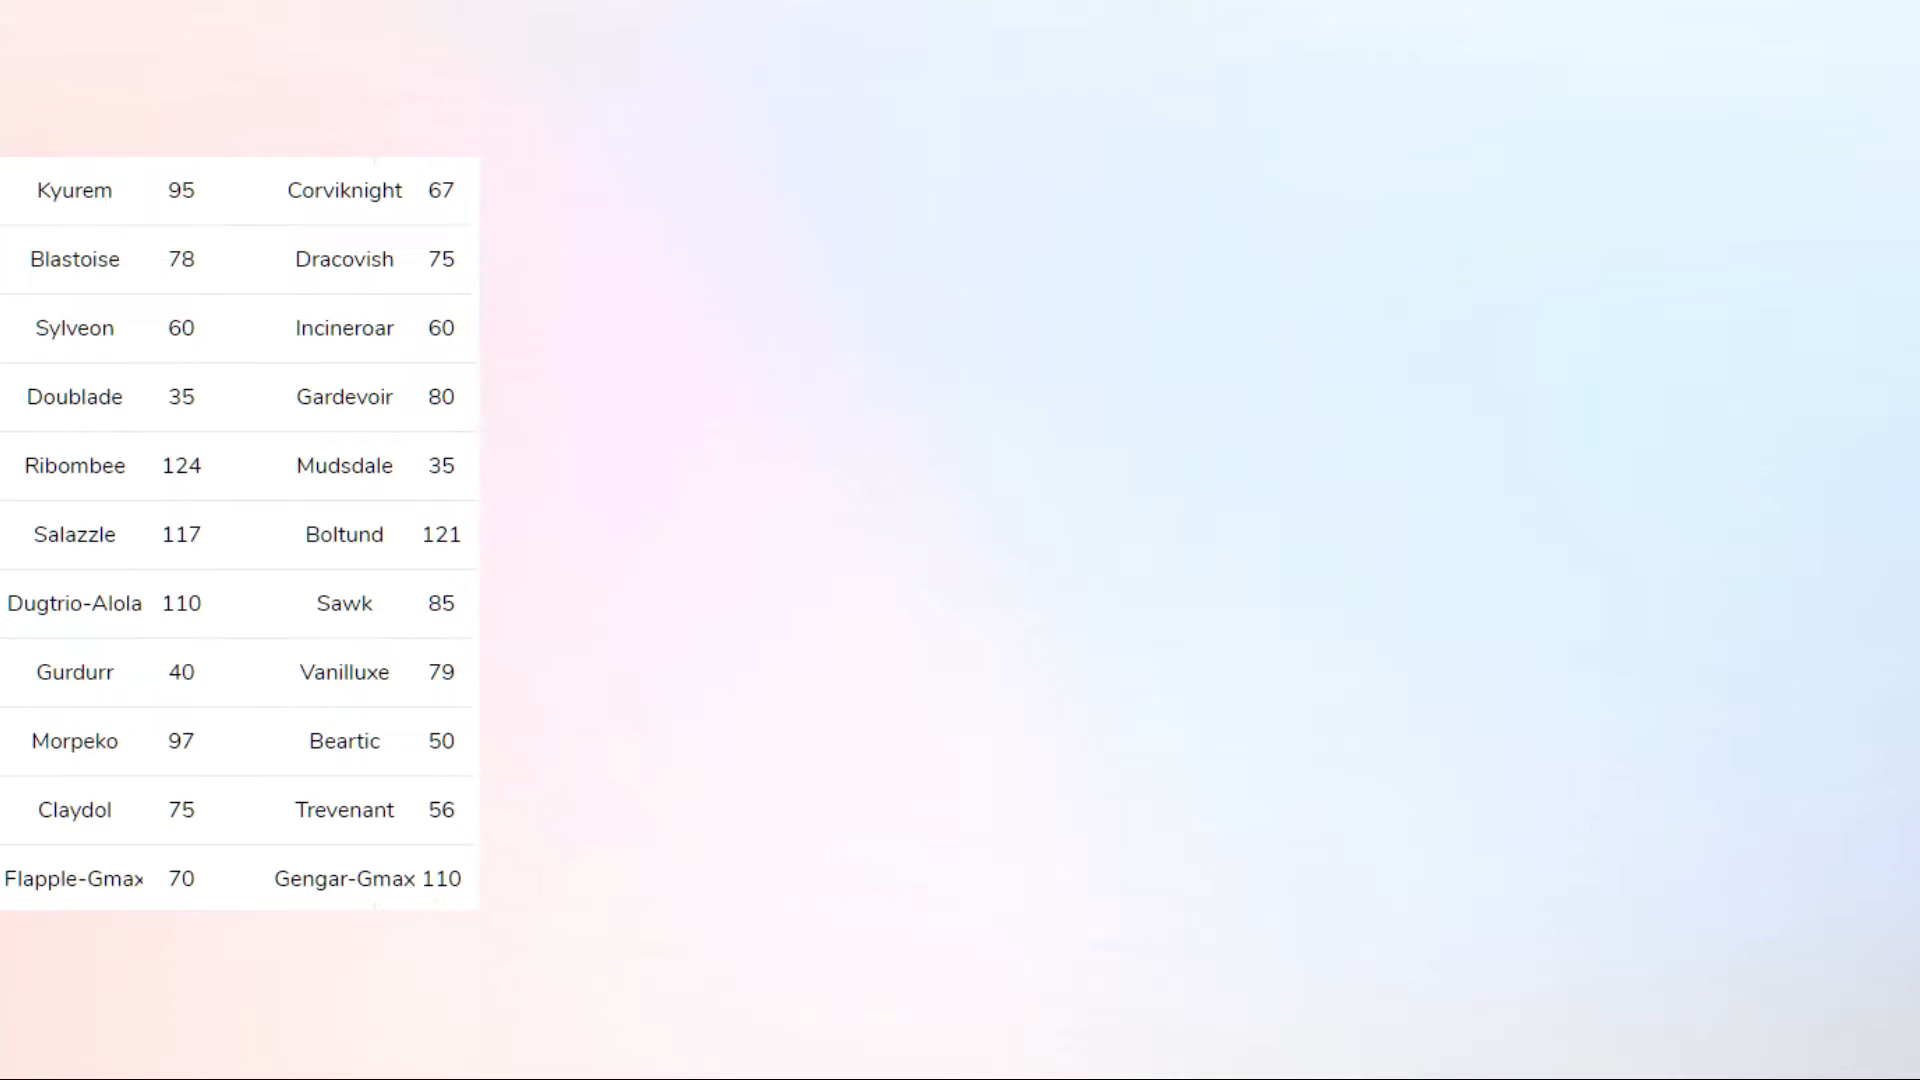 Kyurem 95 Corviknight 67
Blastoise 78 Dracovish 75
Sylveon 60 Incineroar 60
Doublade 35 Gardevoir 80
Ribombee 124 Mudsdale 35
Salazzle 117 Boltund 121
Dugtrio-Alola 110 Sawk 85
Gurdurr 40 Vanilluxe 79
Morpeko 97 Beartic 50
Claydol 75 Trevenant 56
Flapple-Gmax 70 Gengar-Gmax 110